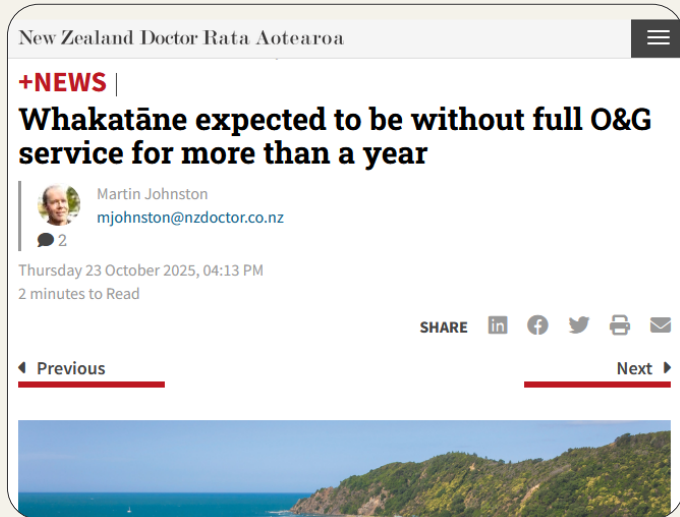 New Zealand Doctor Rata Aotearoa
+NEWS |
Whakatāne expected to be without full O&G
service for more than a year
Martin Johnston
mjohnston@nzdoctor.co.nz
2
Thursday 23 October 2025, 04:13 PM
2 minutes to Read
SHARE
Previous
Next